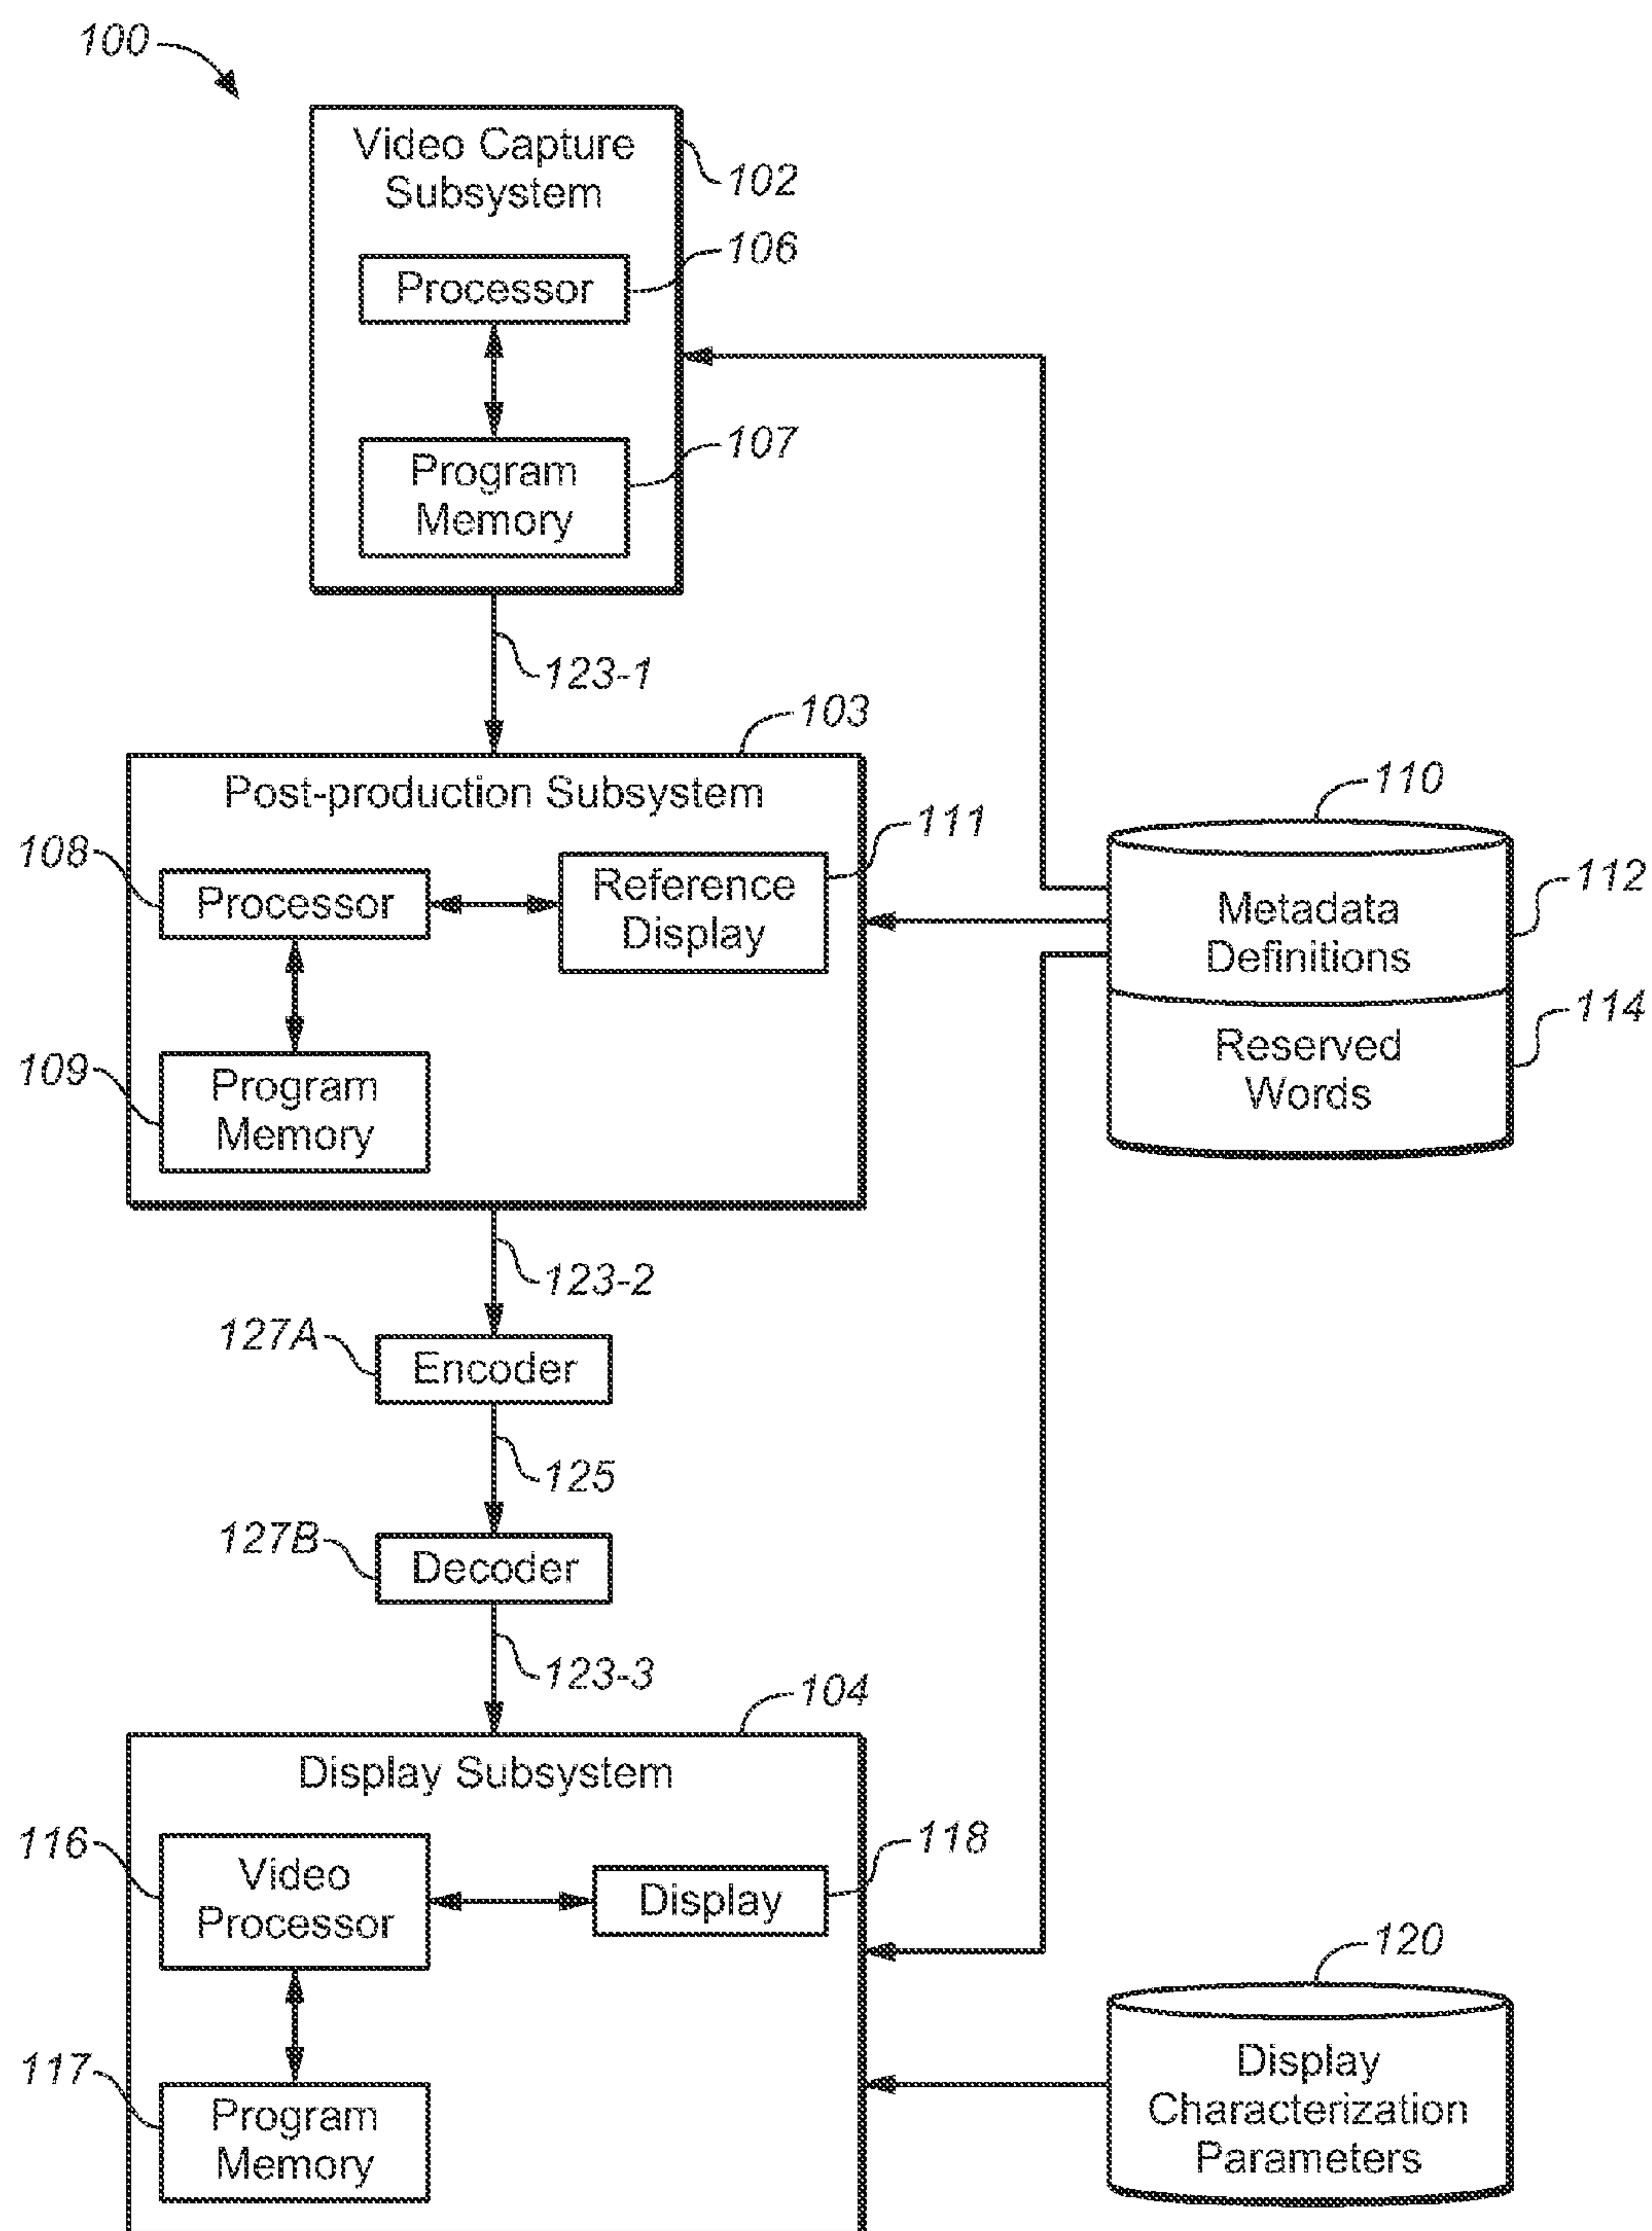 100
Video Capture
Subsystem
102
Processor
106
Program
Memory
107
123-1
103
Post-production Subsystem
108
Processor
Reference
Display
111
109
Program
Memory
110
Metadata
Definitions
112
Reserved
Words
114
123-2
127A
Encoder
125
127B
Decoder
123-3
104
Display Subsystem
116
Video
Processor
Display
118
117
Program
Memory
120
Display
Characterization
Parameters